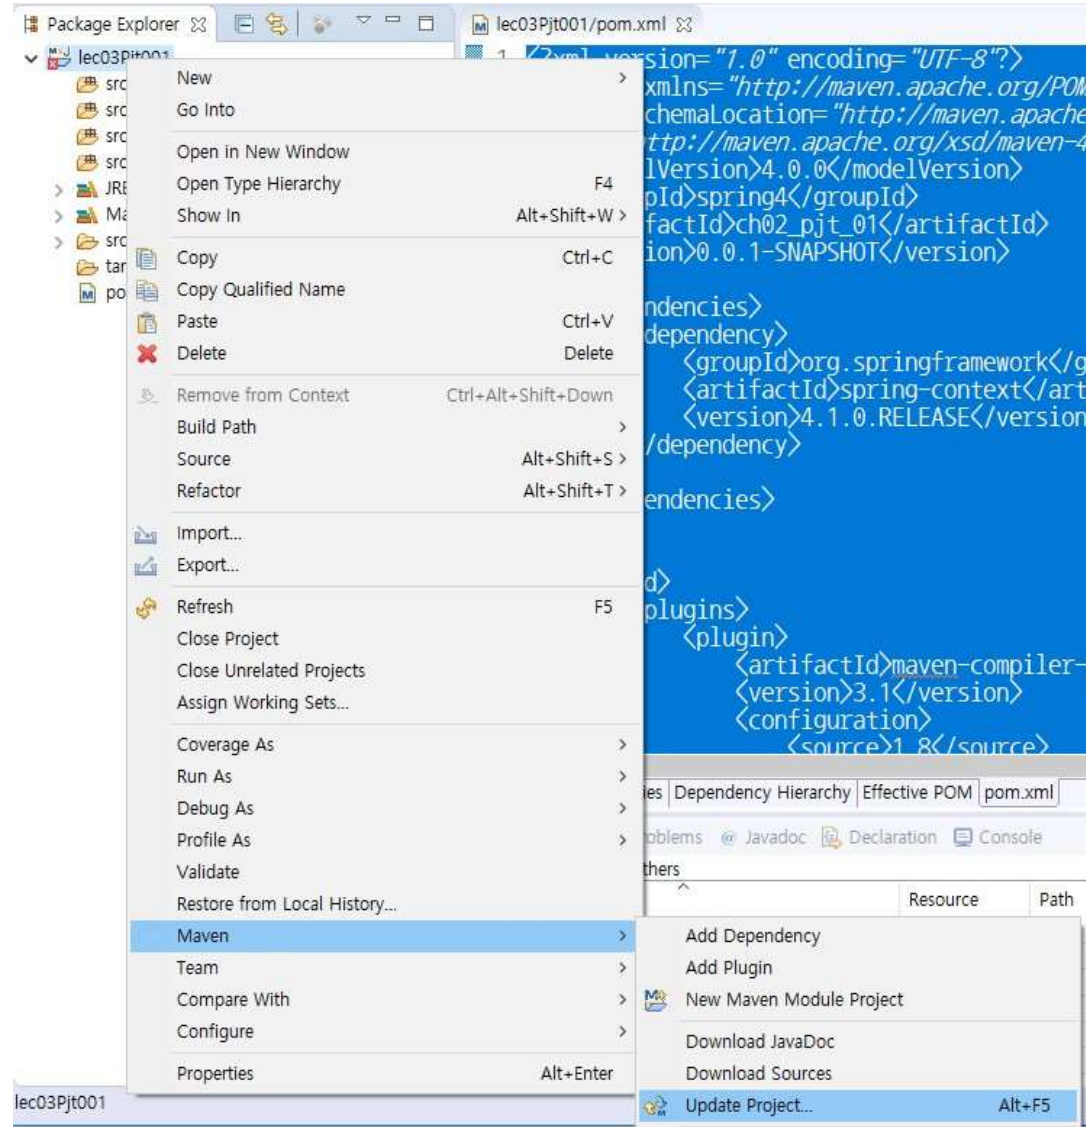 Package Explorer
lec03Pjt001/pom.xml
lec03Pjt001
src
src
src
src
JRE
Ma
src
tar
po
New
Go Into
Open in New Window
Open Type Hierarchy F4
Show In Alt+Shift+W >
Copy Ctrl+C
Copy Qualified Name
Paste Ctrl+V
Delete Delete
Remove from Context Ctrl+Alt+Shift+Down
Build Path
Source Alt+Shift+S >
Refactor Alt+Shift+T >
Import...
Export...
Refresh F5
Close Project
Close Unrelated Projects
Assign Working Sets...
Coverage As
Run As
Debug As
Profile As
Validate
Restore from Local History...
Maven
Team
Compare With
Configure
Properties Alt+Enter
1 <?xml version="1.0" encoding="UTF-8"?>
xmlns="http://maven.apache.org/POM
chemaLocation="http://maven.apache
ttp://maven.apache.org/xsd/maven-4
lVersion>4.0.0</modelVersion>
pId>spring4</groupId>
factId>ch02_pjt_01</artifactId>
ion>0.0.1-SNAPSHOT</version>
ndencies>
dependency>
<groupId>org.springframework</g
<artifactId>spring-context</art
<version>4.1.0.RELEASE</version
/dependency>
endencies>
d>
plugins>
<plugin>
<artifactId>maven-compiler-
<version>3.1</version>
<configuration>
<source>1.8</source>
ies Dependency Hierarchy Effective POM pom.xml
oblems @ Javadoc Declaration Console
thers
Resource Path
Add Dependency
Add Plugin
New Maven Module Project
Download JavaDoc
Download Sources
Update Project... Alt+F5
lec03Pjt001